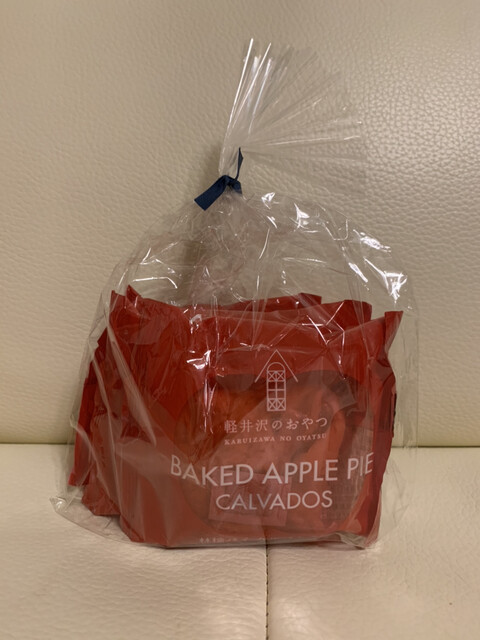 軽井沢のおやつ
KARUIZAWA NO OYATSU
BAKED APPLE PIE
CALVADOS